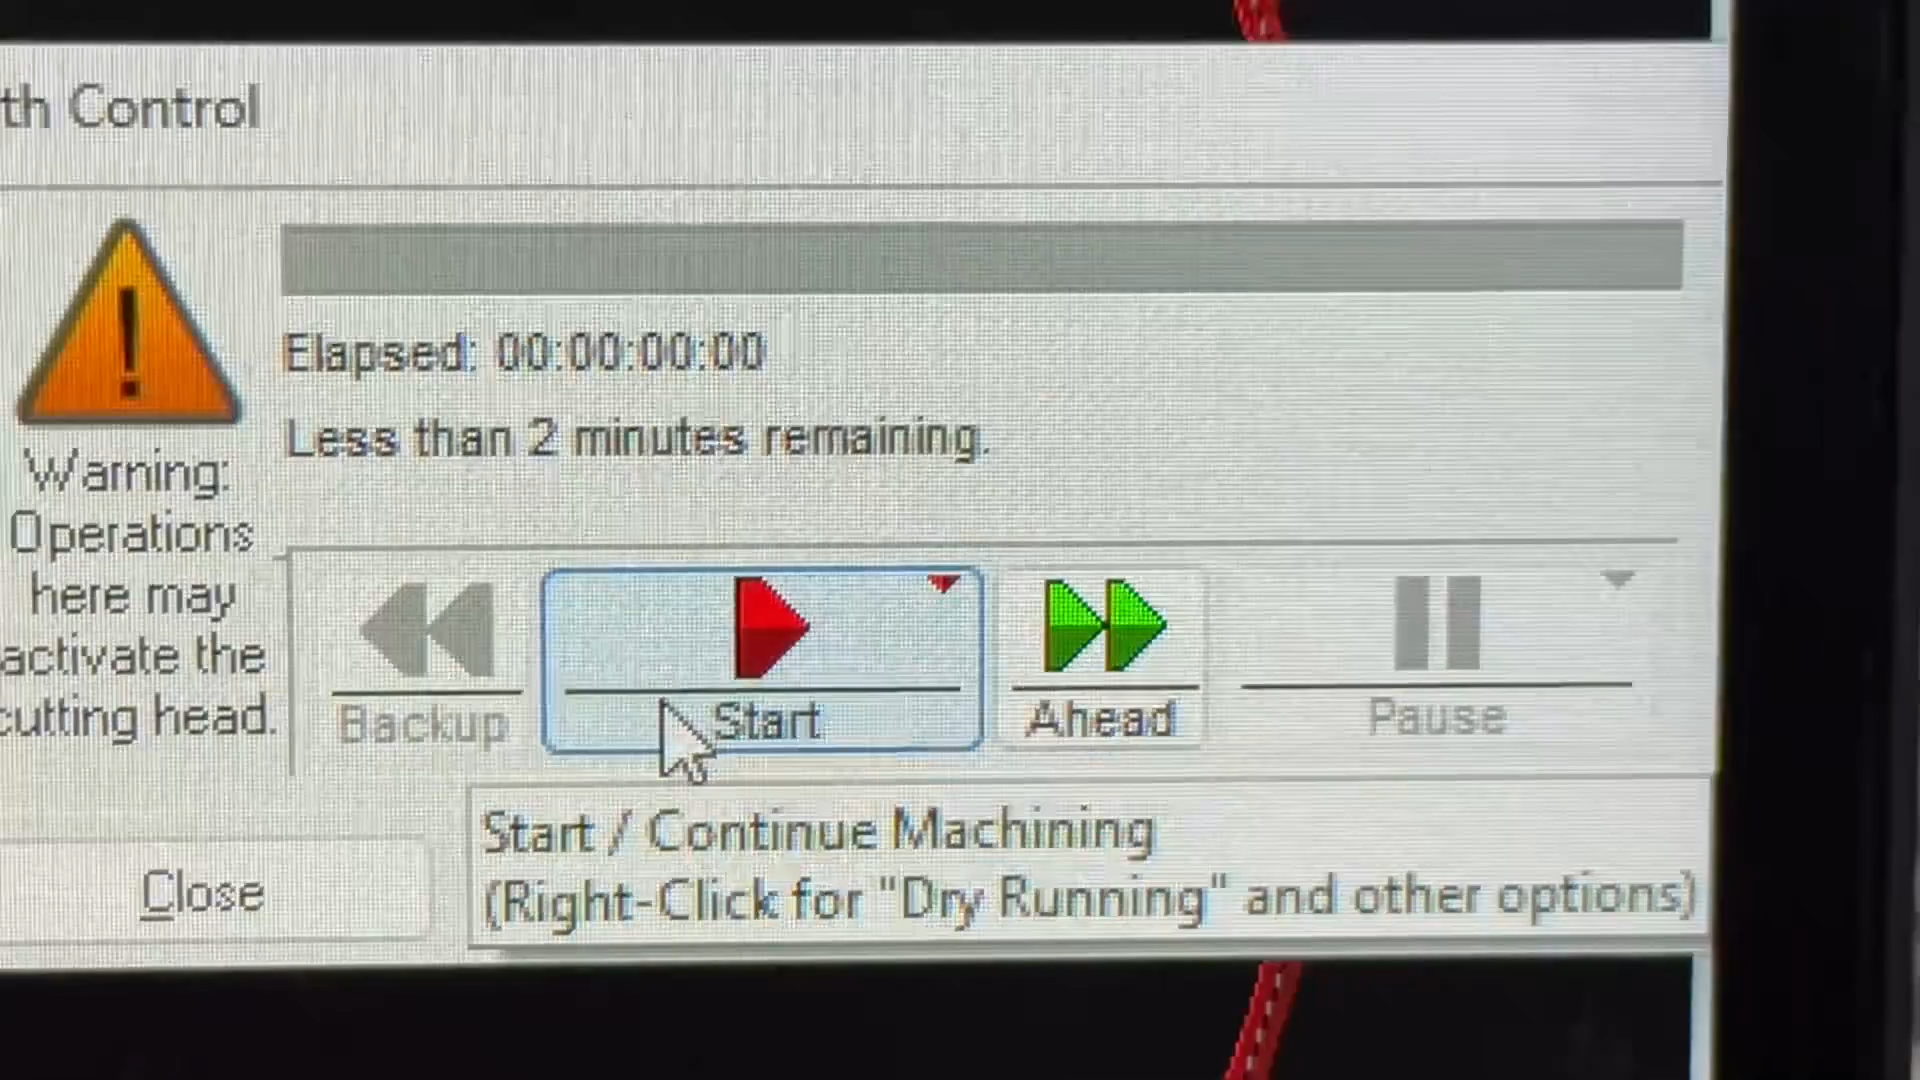 th Control
Elapsed: 00:00:00:00
Less than 2 minutes remaining.
Warning:
Operations
here may
activate the
cutting head.
Backup
Start
Ahead
Pause
Start / Continue Machining
(Right-Click for "Dry Running" and other options)
Close